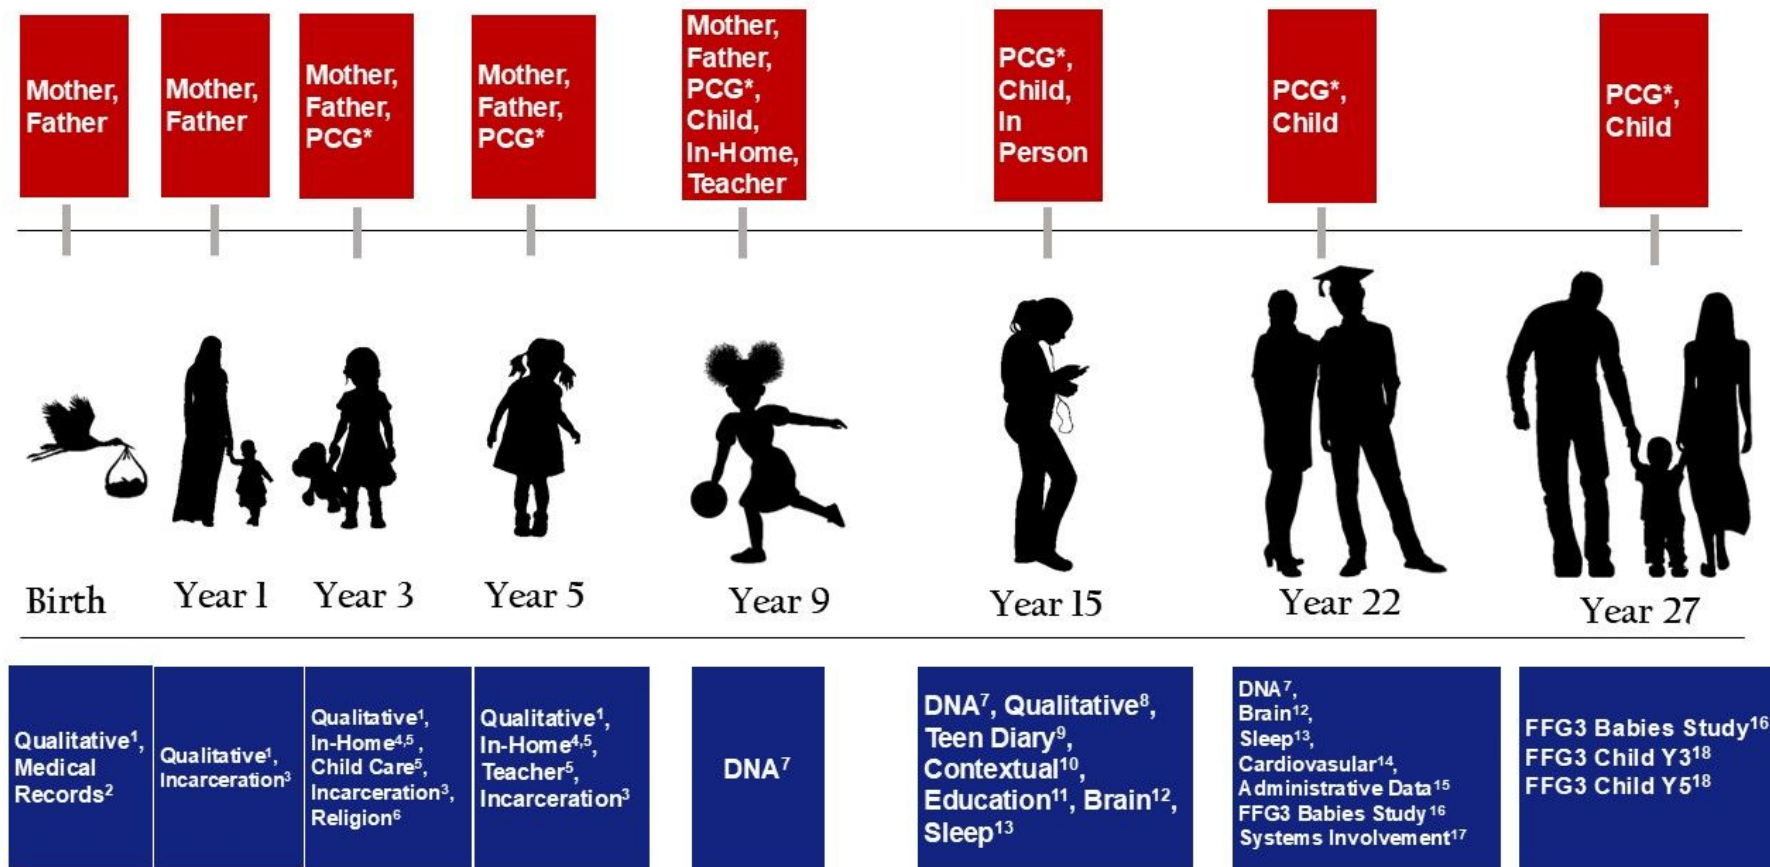 Mother,
Father
Mother,
Father
Mother,
Father,
PCG*
Mother,
Father,
PCG*
Mother,
Father,
PCG*,
Child,
In-Home,
Teacher
PCG*,
Child,
In
Person
PCG*,
Child
PCG*,
Child
Birth
Year 1
Year 3
Year 5
Year 9
Year 15
Year 22
Year 27
Qualitative¹,
Medical
Records²
Qualitative¹,
Incarceration³
Qualitative¹,
In-Home⁴,⁵ ,
Child Care⁵,
Incarceration³,
Religion⁶
Qualitative¹,
In-Home⁴,⁵,
Teacher⁵,
Incarceration³
DNA⁷
DNA⁷, Qualitative⁸,
Teen Diary⁹,
Contextual¹⁰,
Education¹¹, Brain¹²,
Sleep¹³
DNA⁷,
Brain¹²,
Sleep¹³,
Cardiovasular¹⁴,
Administrative Data¹⁵
FFG3 Babies Study¹⁶
Systems Involvement¹⁷
FFG3 Babies Study¹⁶
FFG3 Child Y3¹⁸
FFG3 Child Y5¹⁸